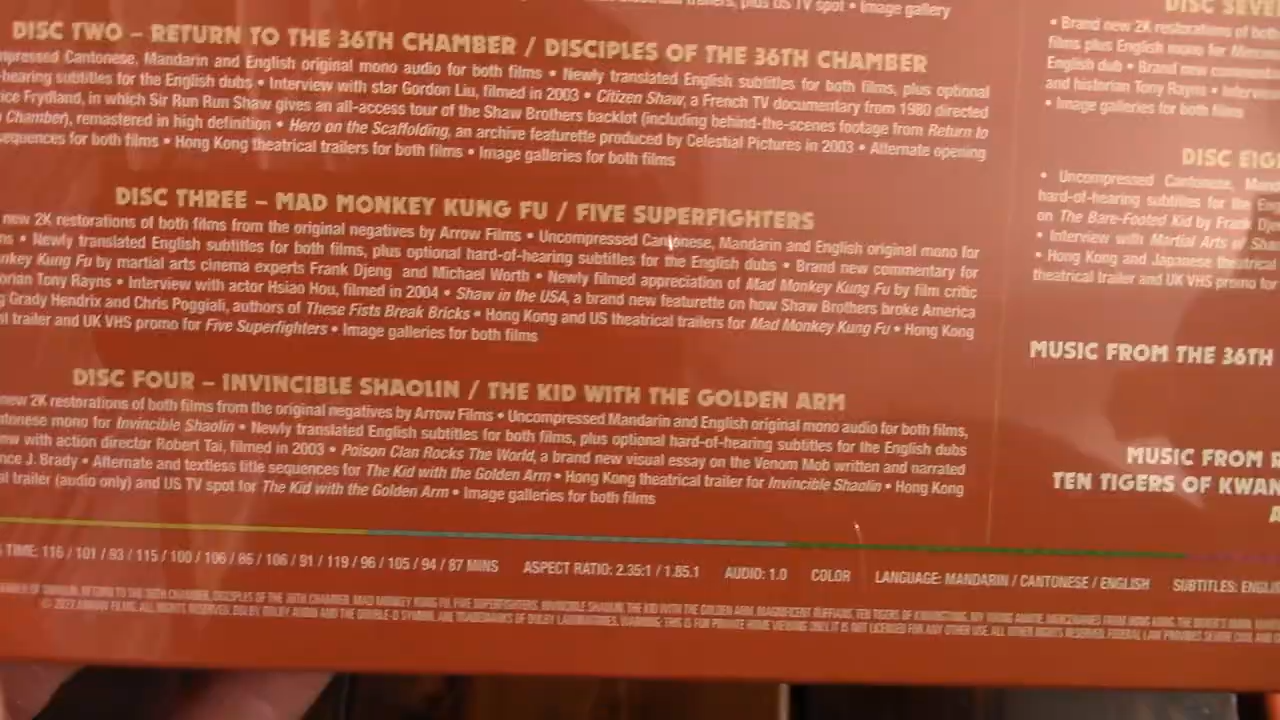 plus US TV spot • Image gallery
DISC TWO – RETURN TO THE 36TH CHAMBER / DISCIPLES OF THE 36TH CHAMBER
Cantonese, Mandarin and English original mono audio for both films • Newly translated English subtitles for both films, plus optional
-hearing subtitles for the English dubs • Interview with star Gordon Liu, filmed in 2003 • Citizen Shaw, a French TV documentary from 1980 directed
Frydland, in which Sir Run Run Shaw gives an all-access tour of the Shaw Brothers backlot (including behind-the-scenes footage from Return to
Chamber), remastered in high definition • Hero on the Scaffolding, an archive featurette produced by Celestial Pictures in 2003 • Alternate opening
sequences for both films • Hong Kong theatrical trailers for both films • Image galleries for both films
DISC THREE – MAD MONKEY KUNG FU / FIVE SUPERFIGHTERS
new 2K restorations of both films from the original negatives by Arrow Films • Uncompressed Cantonese, Mandarin and English original mono for
• Newly translated English subtitles for both films, plus optional hard-of-hearing subtitles for the English dubs • Brand new commentary for
Kung Fu by martial arts cinema experts Frank Djeng and Michael Worth • Newly filmed appreciation of Mad Monkey Kung Fu by film critic
Tony Rayns • Interview with actor Hsiao Hou, filmed in 2004 • Shaw in the USA, a brand new featurette on how Shaw Brothers broke America
Grady Hendrix and Chris Poggiali, authors of These Fists Break Bricks • Hong Kong and US theatrical trailers for Mad Monkey Kung Fu • Hong Kong
trailer and UK VHS promo for Five Superfighters • Image galleries for both films
DISC FOUR – INVINCIBLE SHAOLIN / THE KID WITH THE GOLDEN ARM
new 2K restorations of both films from the original negatives by Arrow Films • Uncompressed Mandarin and English original mono audio for both films,
mono for Invincible Shaolin • Newly translated English subtitles for both films, plus optional hard-of-hearing subtitles for the English dubs
with action director Robert Tai, filmed in 2003 • Poison Clan Rocks The World, a brand new visual essay on the Venom Mob written and narrated
J. Brady • Alternate and textless title sequences for The Kid with the Golden Arm • Hong Kong theatrical trailer for Invincible Shaolin • Hong Kong
trailer (audio only) and US TV spot for The Kid with the Golden Arm • Image galleries for both films
TIME: 116 / 101 / 93 / 115 / 100 / 106 / 86 / 106 / 91 / 119 / 96 / 105 / 94 / 87 MINS ASPECT RATIO: 2.35:1 / 1.85:1 AUDIO: 1.0 COLOR LANGUAGE: MANDARIN / CANTONESE / ENGLISH SUBTITLES:
DISC
• Brand new 2K restorations of
films plus English mono for
English dub • Brand new
and historian Tony Rayns •
• Image galleries for both films
DISC
• Uncompressed Cantonese,
hard-of-hearing subtitles for the
on The Bare-Footed Kid by Frank
• Interview with Martial Arts of
• Hong Kong and Japanese theatrical
theatrical trailer and UK VHS promo for
MUSIC FROM THE 36TH
MUSIC FROM
TEN TIGERS OF